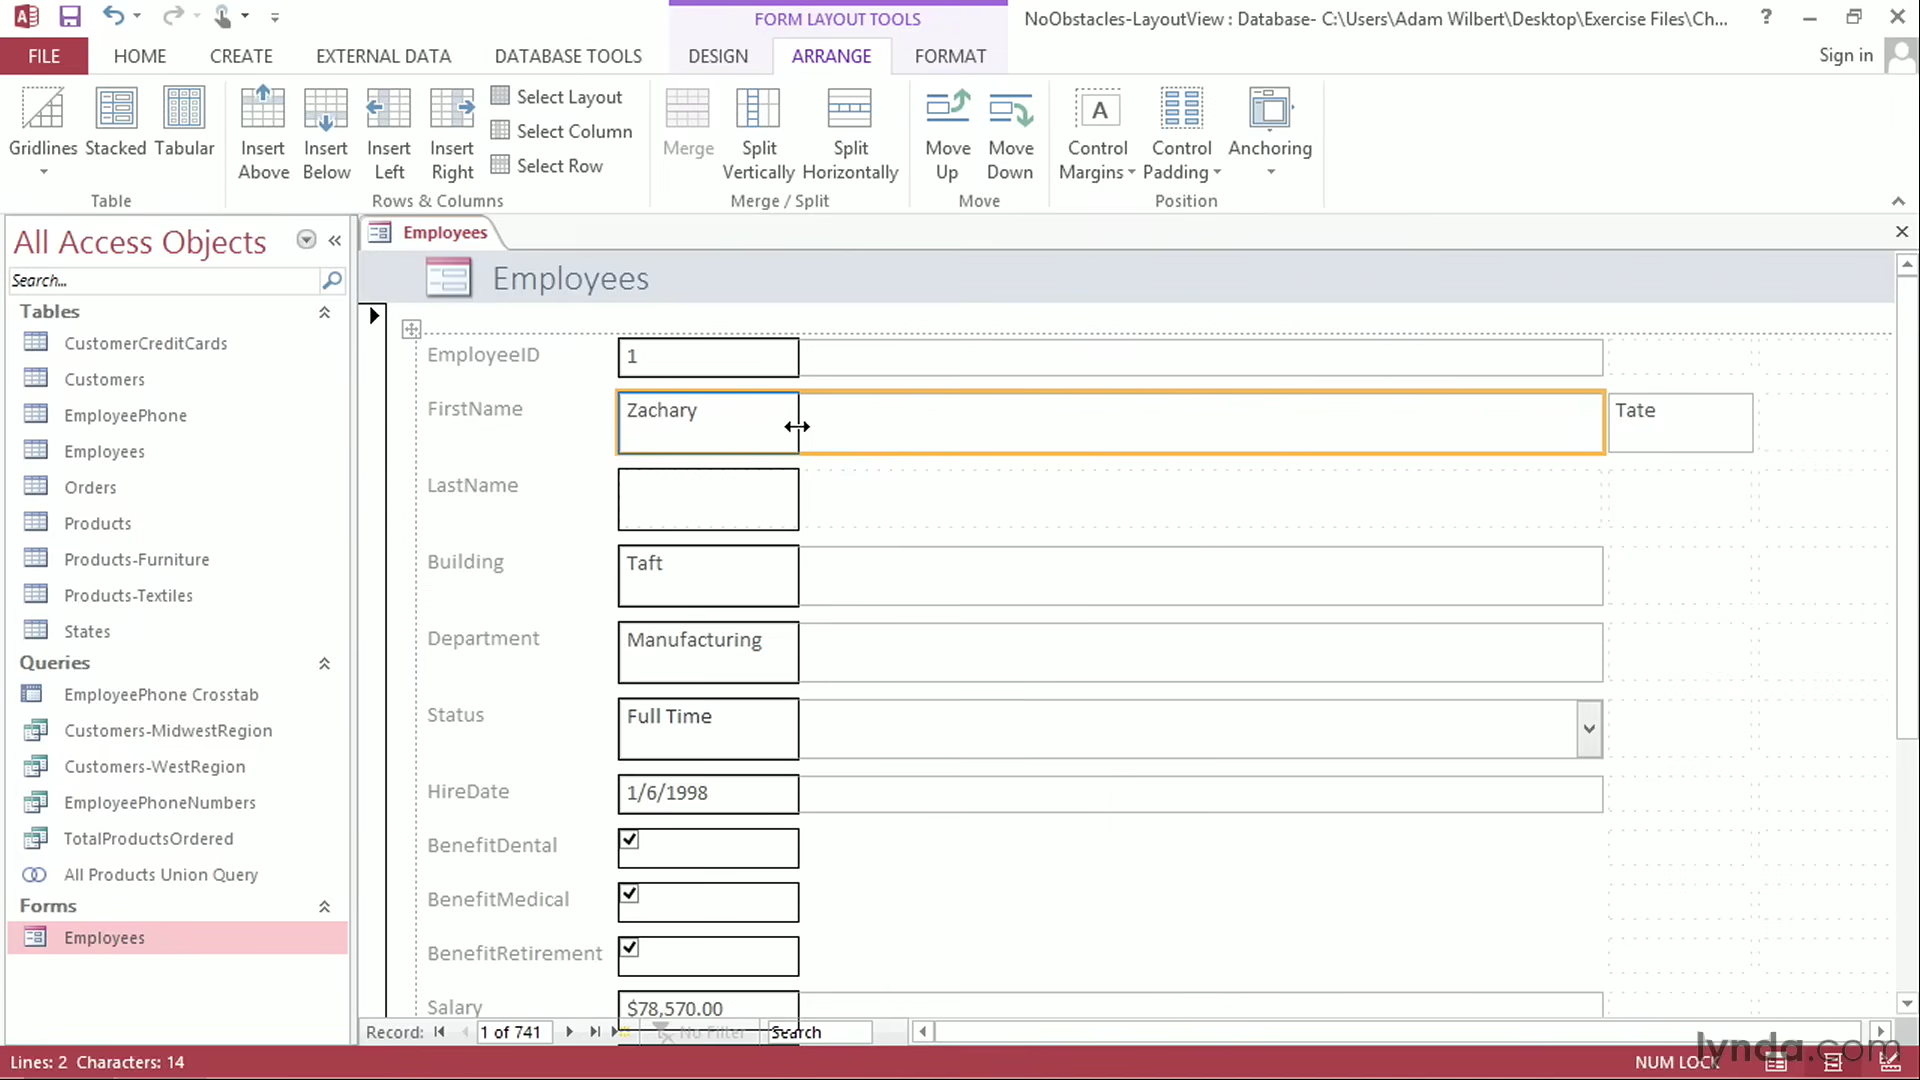 FORM LAYOUT TOOLS
NoObstacles-LayoutView : Database- C:\Users\Adam Wilbert\Desktop\Exercise Files\Ch...
?
FILE HOME CREATE EXTERNAL DATA DATABASE TOOLS DESIGN ARRANGE FORMAT Sign in
Gridlines Stacked Tabular
Insert Above
Insert Below
Insert Left
Insert Right
Select Layout
Select Column
Select Row
Merge
Split Vertically
Split Horizontally
Move Up
Move Down
A
Control Margins
Control Padding
Anchoring
Table
Rows & Columns
Merge / Split
Move
Position
All Access Objects
Search...
Tables
CustomerCreditCards
Customers
EmployeePhone
Employees
Orders
Products
Products-Furniture
Products-Textiles
States
Queries
EmployeePhone Crosstab
Customers-MidwestRegion
Customers-WestRegion
EmployeePhoneNumbers
TotalProductsOrdered
All Products Union Query
Forms
Employees
Employees
Employees
EmployeeID 1
FirstName Zachary Tate
LastName
Building Taft
Department Manufacturing
Status Full Time
HireDate 1/6/1998
BenefitDental
BenefitMedical
BenefitRetirement
Salary $78,570.00
Record: 1 of 741 No Filter Search
Lines: 2 Characters: 14
NUM LOCK
lynda.com